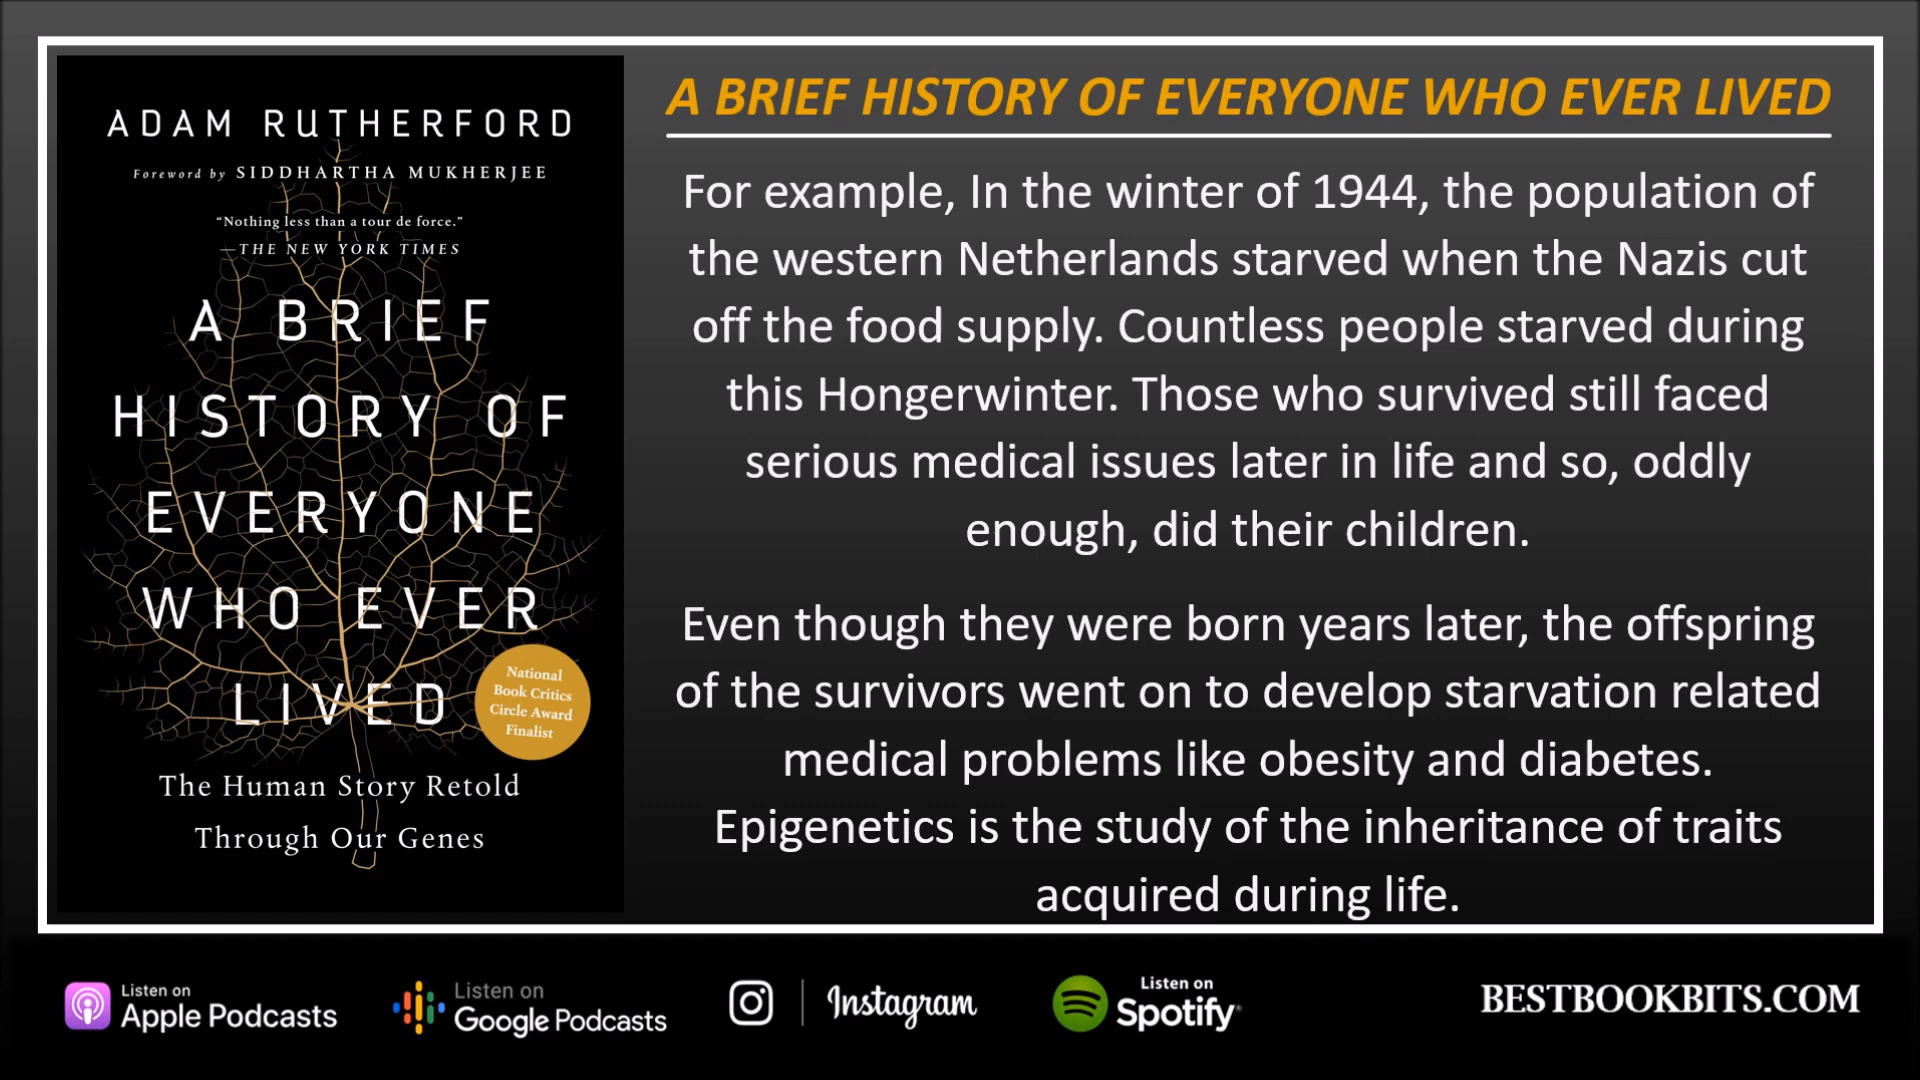 ADAM RUTHERFORD
Foreword by SIDDHARTHA MUKHERJEE
“Nothing less than a tour de force.”
—THE NEW YORK TIMES
A BRIEF
HISTORY OF
EVERYONE
WHO EVER
LIVED
National
Book Critics
Circle Award
Finalist
The Human Story Retold
Through Our Genes
A BRIEF HISTORY OF EVERYONE WHO EVER LIVED
For example, In the winter of 1944, the population of
the western Netherlands starved when the Nazis cut
off the food supply. Countless people starved during
this Hongerwinter. Those who survived still faced
serious medical issues later in life and so, oddly
enough, did their children.
Even though they were born years later, the offspring
of the survivors went on to develop starvation related
medical problems like obesity and diabetes.
Epigenetics is the study of the inheritance of traits
acquired during life.
Listen on
Apple Podcasts
Listen on
Google Podcasts
Instagram
Listen on
Spotify
BESTBOOKBITS.COM